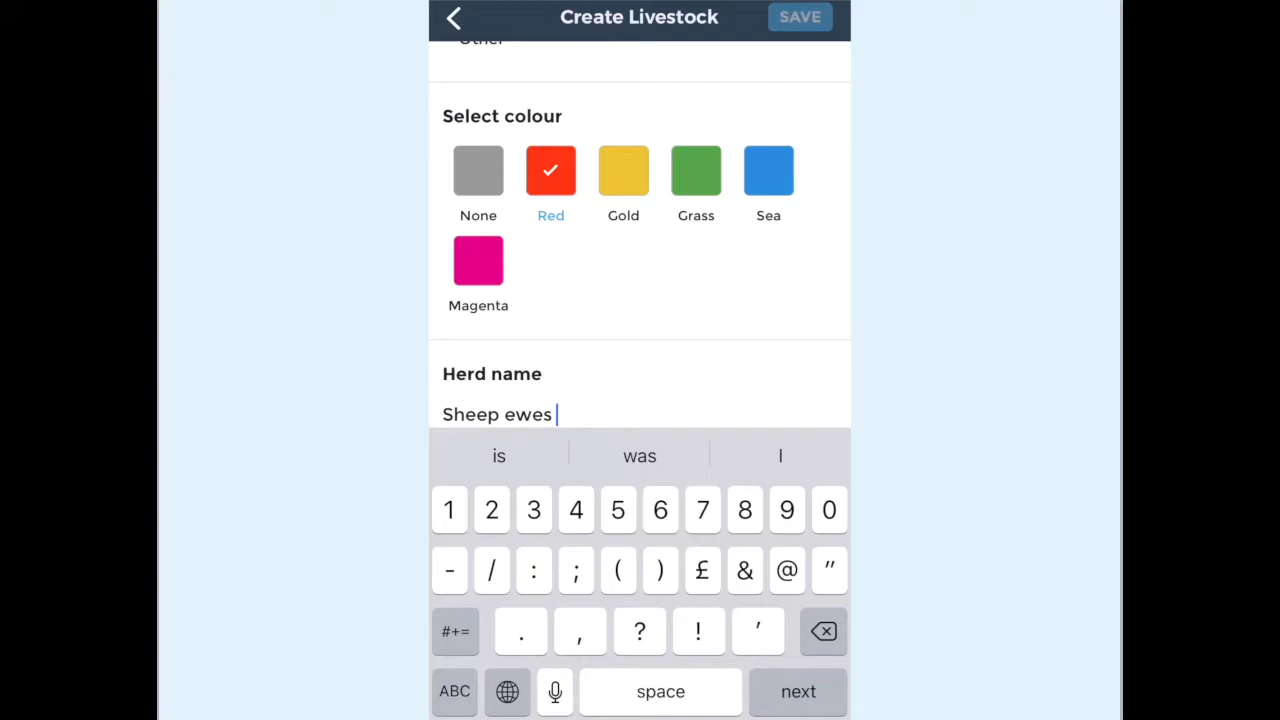 Create Livestock SAVE
Other
Select colour
None Red Gold Grass Sea
Magenta
Herd name
Sheep ewes
is was I
1 2 3 4 5 6 7 8 9 0
- / : ; ( ) £ & @ "
#+= . , ? ! '
ABC space next